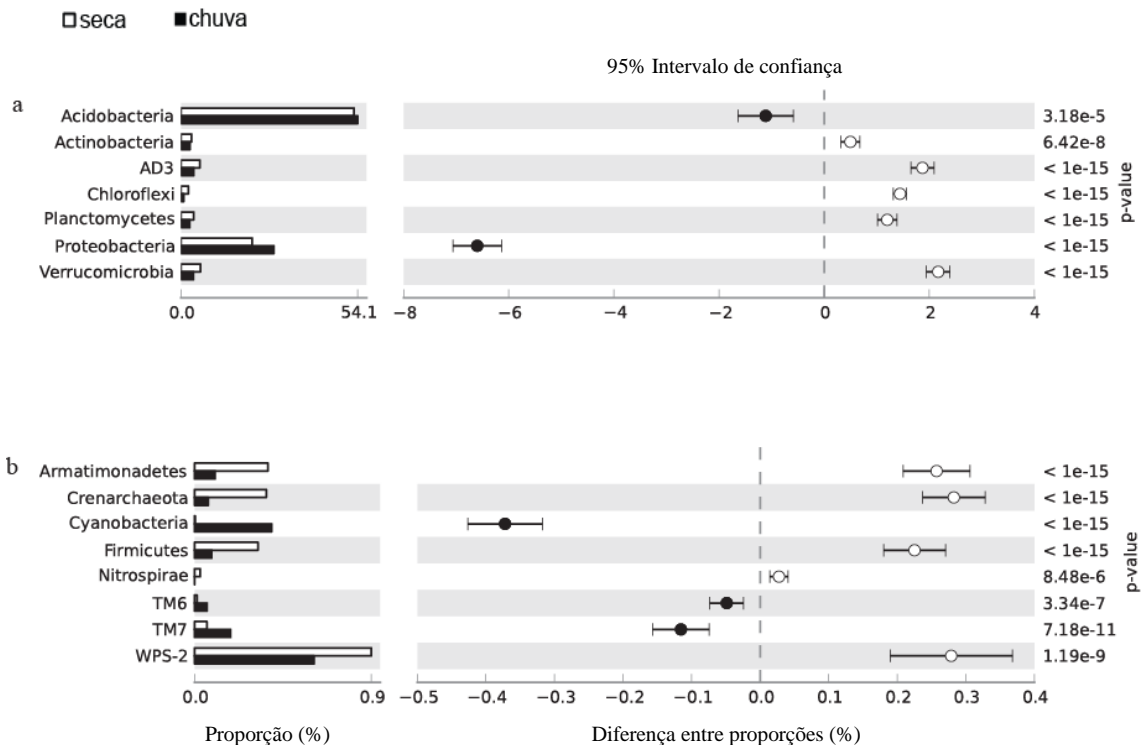 seca chuva
95% Intervalo de confiança
a
Acidobacteria 3.18e-5
Actinobacteria 6.42e-8
AD3 < 1e-15
Chloroflexi < 1e-15
Planctomycetes < 1e-15
Proteobacteria < 1e-15
Verrucomicrobia < 1e-15
p-value
0.0 54.1 −8 −6 −4 −2 0 2 4
b
Armatimonadetes < 1e-15
Crenarchaeota < 1e-15
Cyanobacteria < 1e-15
Firmicutes < 1e-15
Nitrospirae 8.48e-6
TM6 3.34e-7
TM7 7.18e-11
WPS-2 1.19e-9
p-value
0.0 0.9 −0.5 −0.4 −0.3 −0.2 −0.1 0.0 0.1 0.2 0.3 0.4
Proporção (%) Diferença entre proporções (%)